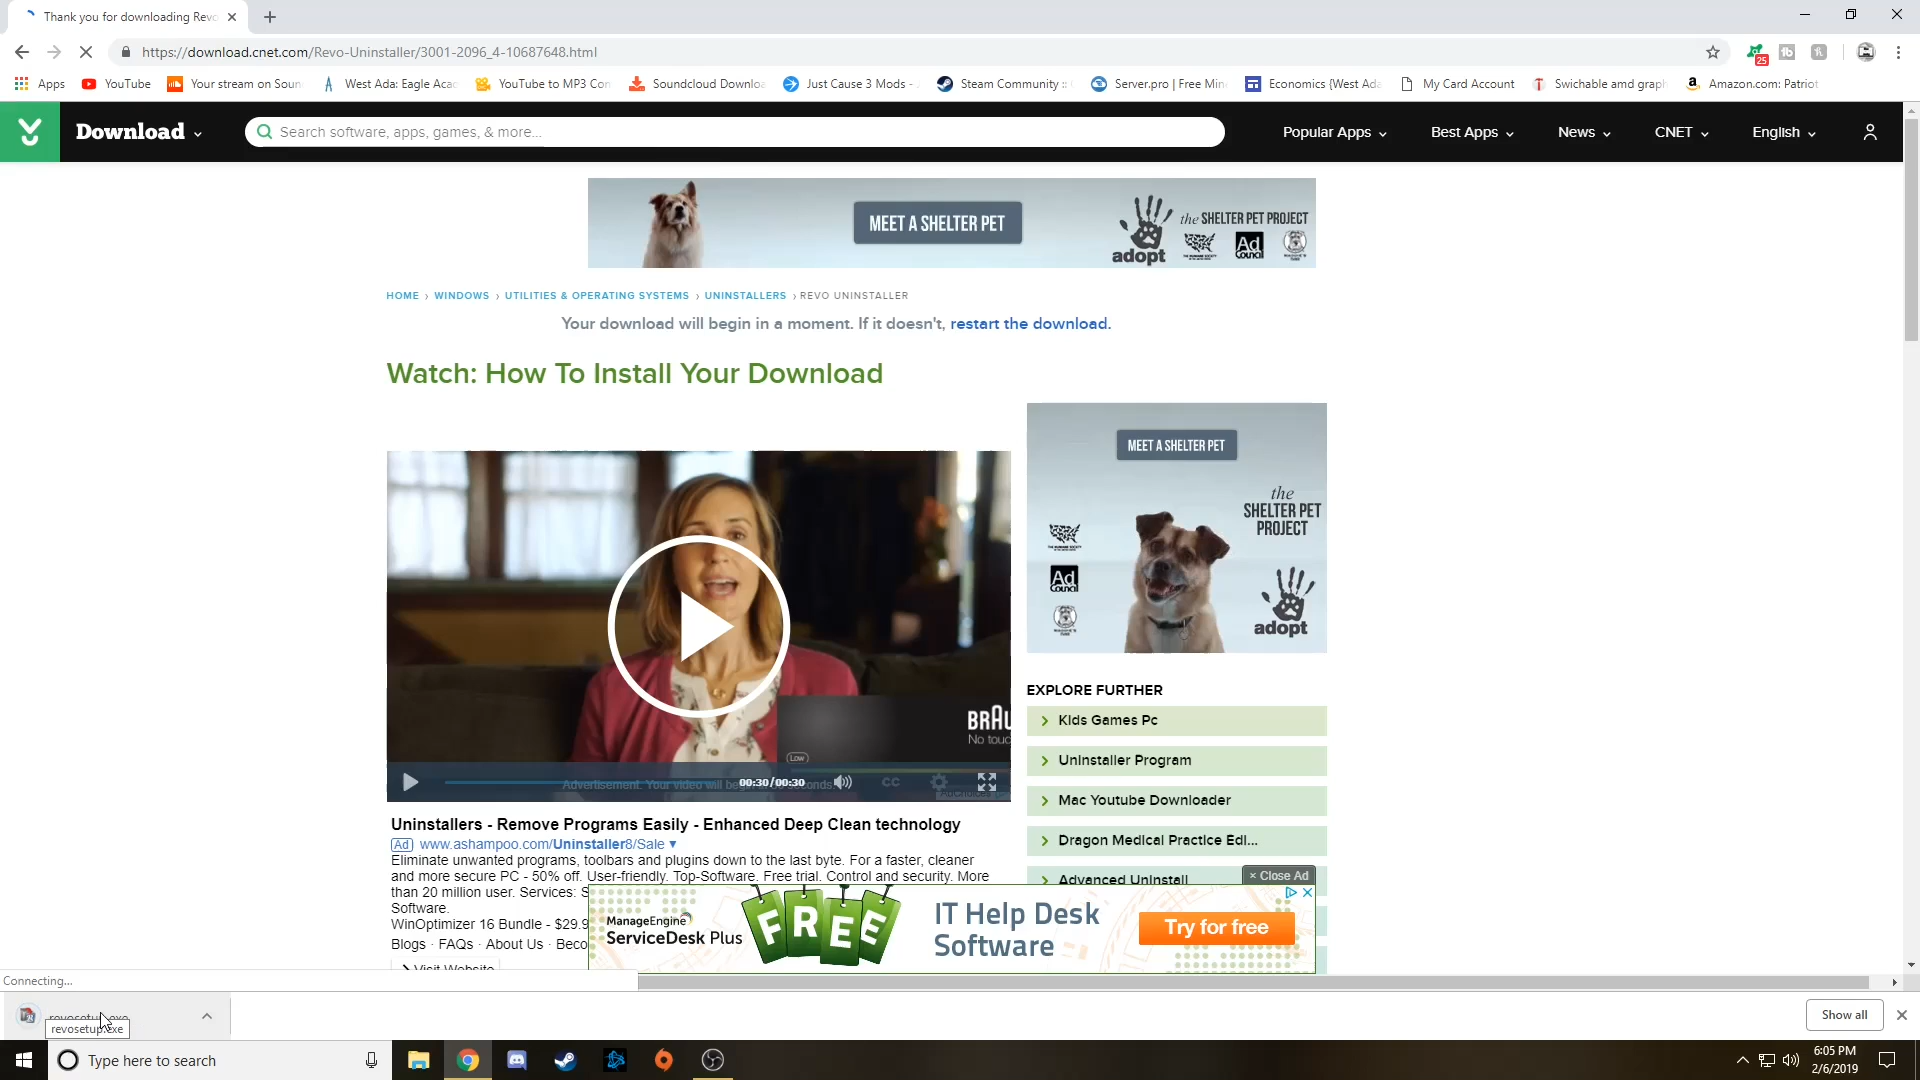 Thank you for downloading Revo
https://download.cnet.com/Revo-Uninstaller/3001-2096_4-10687648.html
25
Apps
YouTube
Your stream on Soun
West Ada: Eagle Aca
YouTube to MP3 Con
Soundcloud Downloa
Just Cause 3 Mods -
Steam Community ::
Server.pro | Free Min
Economics (West Ada
My Card Account
Swichable amd graph
Amazon.com: Patriot
Download
Search software, apps, games, & more...
Popular Apps
Best Apps
News
CNET
English
MEET A SHELTER PET
adopt
the SHELTER PET PROJECT
Ad Council
HOME › WINDOWS › UTILITIES & OPERATING SYSTEMS › UNINSTALLERS › REVO UNINSTALLER
Your download will begin in a moment. If it doesn't, restart the download.
Watch: How To Install Your Download
BRAU
No touc
Low
Advertisement: Your video will beg
00:30/00:30
conds
CC
MEET A SHELTER PET
the
SHELTER PET
PROJECT
Ad Council
adopt
EXPLORE FURTHER
Kids Games Pc
Uninstaller Program
Mac Youtube Downloader
Dragon Medical Practice Edi...
Advanced Uninstall
Uninstallers - Remove Programs Easily - Enhanced Deep Clean technology
Ad www.ashampoo.com/Uninstaller8/Sale ▼
Eliminate unwanted programs, toolbars and plugins down to the last byte. For a faster, cleaner
and more secure PC - 50% off. User-friendly. Top-Software. Free trial. Control and security. More
than 20 million user. Services: S
Software.
WinOptimizer 16 Bundle - $29.9
Blogs · FAQs · About Us · Beco
Visit Website
× Close Ad
ManageEngine
ServiceDesk Plus
FREE
IT Help Desk
Software
Try for free
Connecting...
revosetup.exe
revosetup.exe
Show all
Type here to search
6:05 PM
2/6/2019